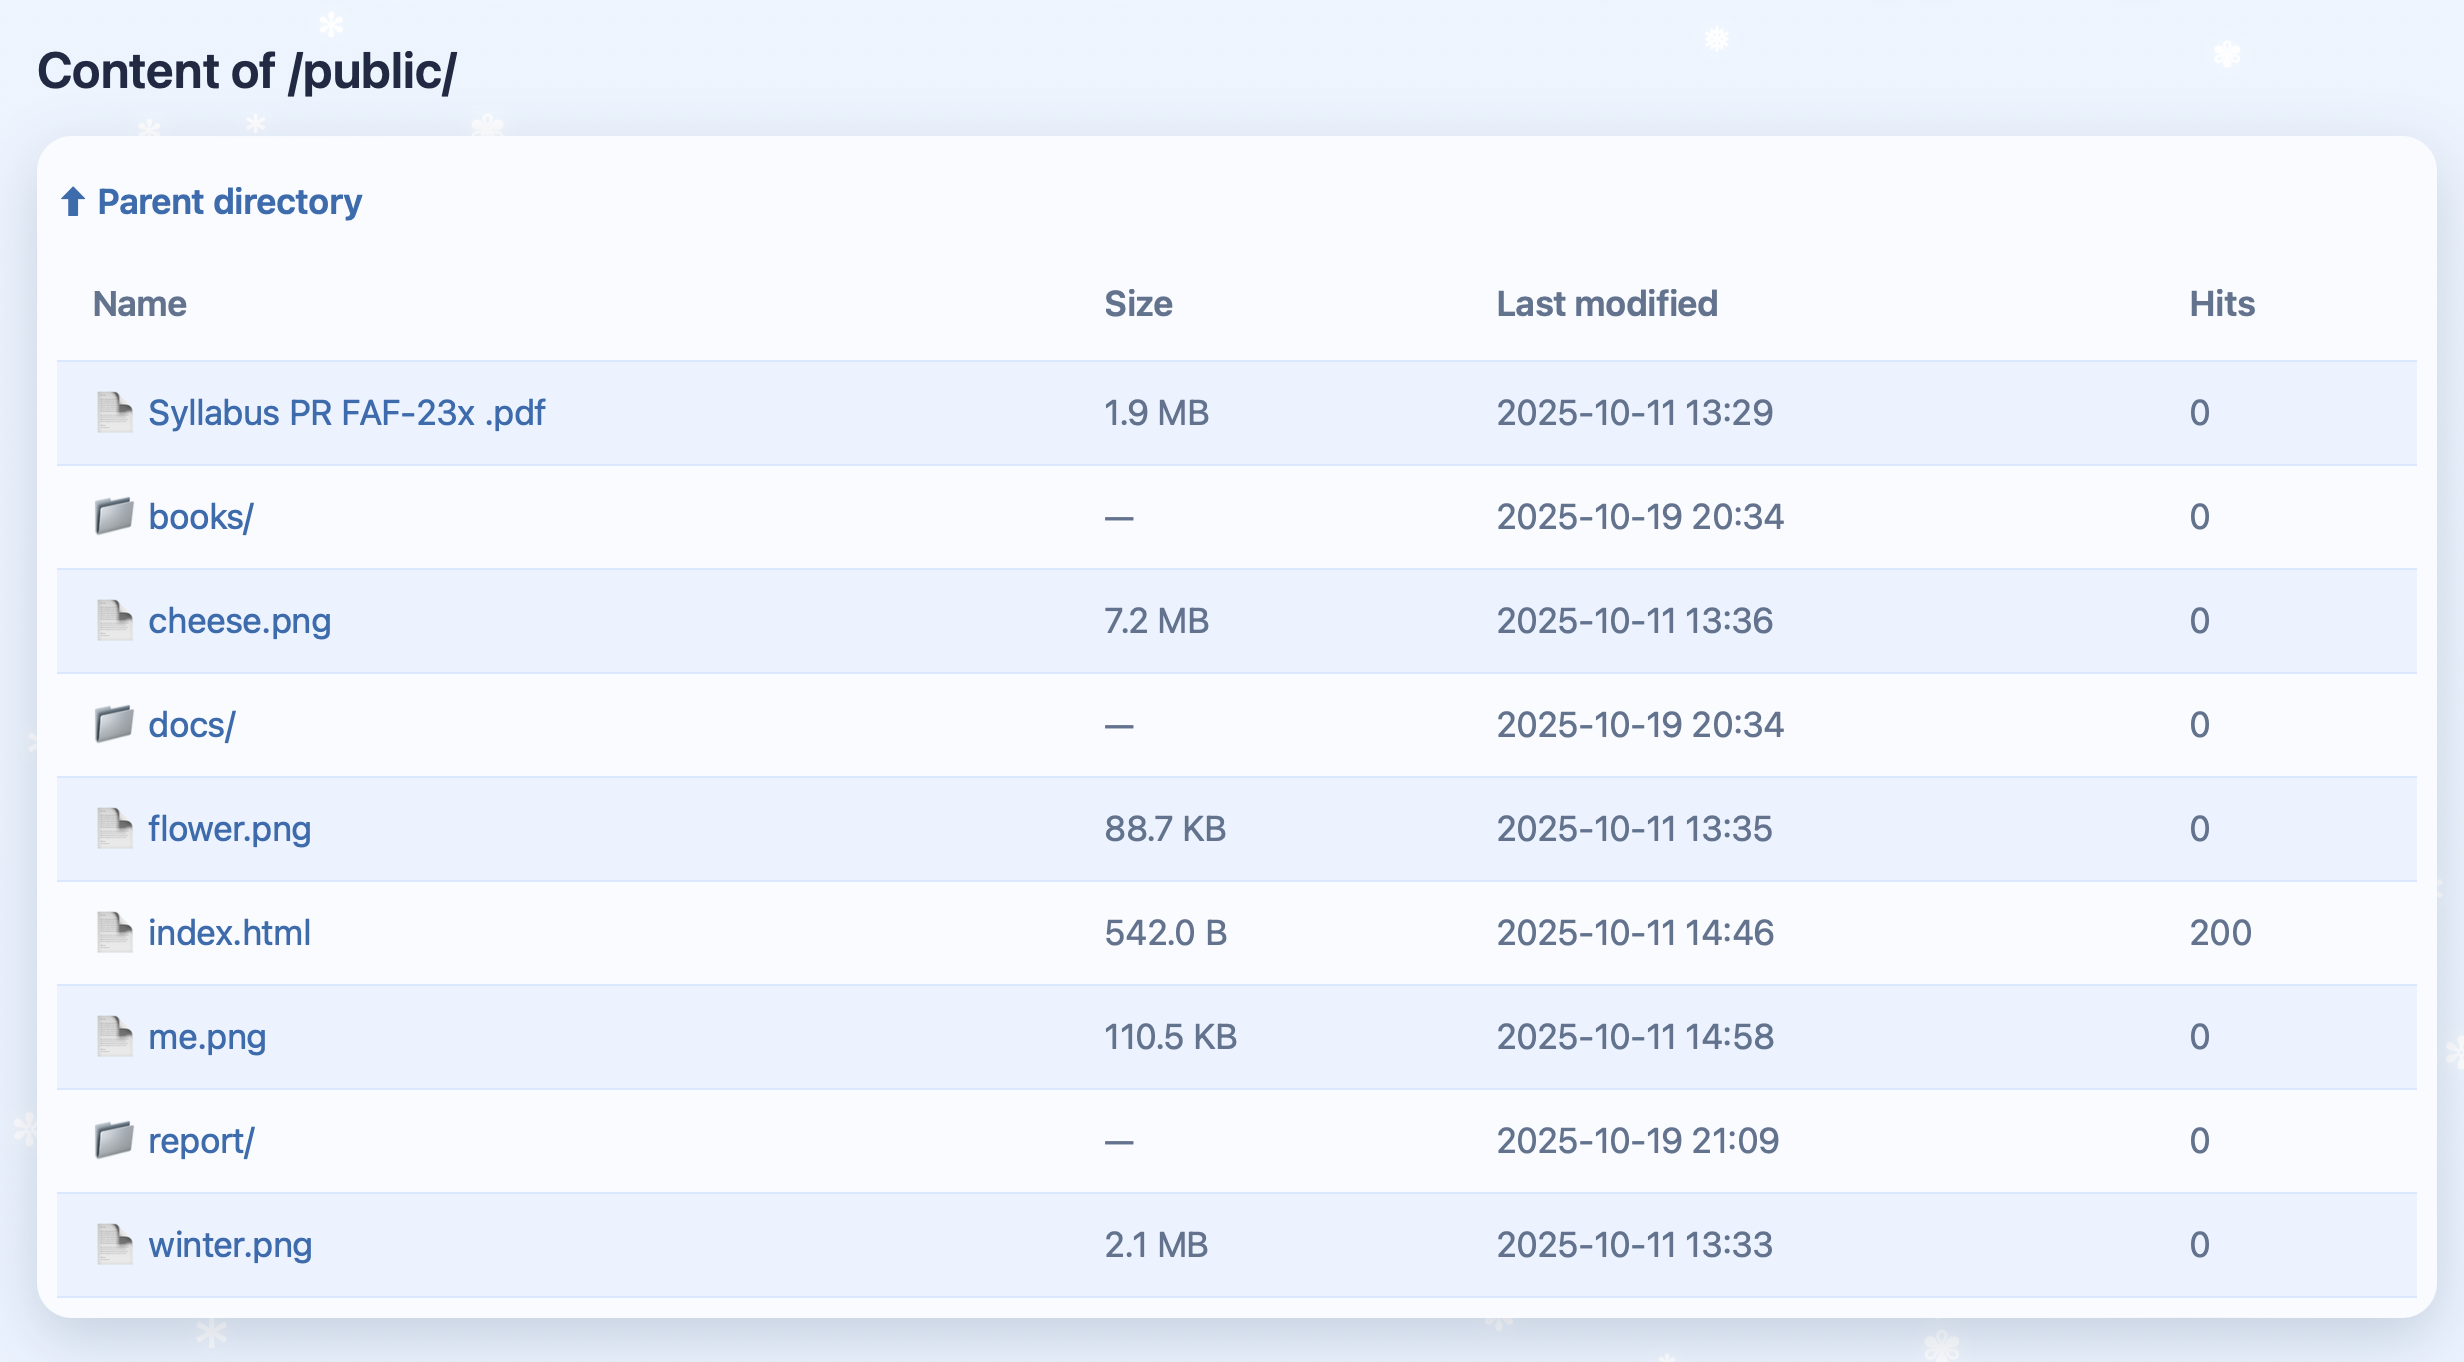 Content of /public/
⬆ Parent directory
Name Size Last modified Hits
Syllabus PR FAF-23x .pdf 1.9 MB 2025-10-11 13:29 0
books/ — 2025-10-19 20:34 0
cheese.png 7.2 MB 2025-10-11 13:36 0
docs/ — 2025-10-19 20:34 0
flower.png 88.7 KB 2025-10-11 13:35 0
index.html 542.0 B 2025-10-11 14:46 200
me.png 110.5 KB 2025-10-11 14:58 0
report/ — 2025-10-19 21:09 0
winter.png 2.1 MB 2025-10-11 13:33 0